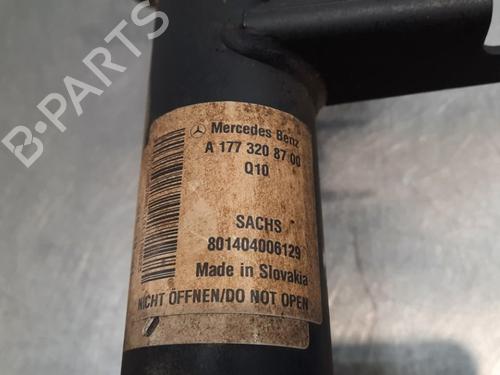 Mercedes Benz
A 177 320 87 00
Q10
SACHS
801404006129
Made in Slovakia
NICHT ÖFFNEN/DO NOT OPEN
B-PARTS